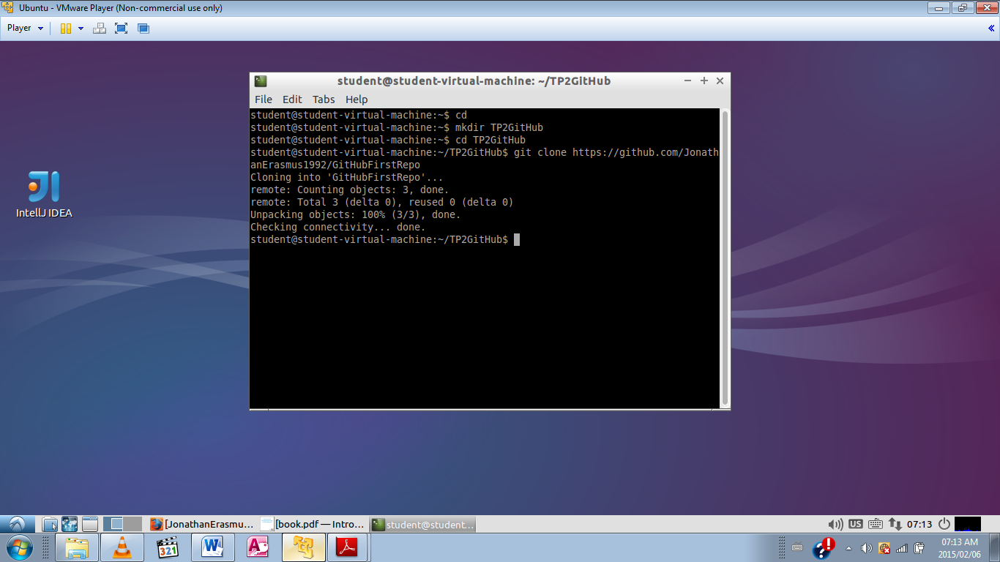 Ubuntu - VMware Player (Non-commercial use only)
Player
student@student-virtual-machine: ~/TP2GitHub
File Edit Tabs Help
student@student-virtual-machine:~$ cd
student@student-virtual-machine:~$ mkdir TP2GitHub
student@student-virtual-machine:~$ cd TP2GitHub
student@student-virtual-machine:~/TP2GitHub$ git clone https://github.com/Jonath
anErasmus1992/GitHubFirstRepo
Cloning into 'GitHubFirstRepo'...
remote: Counting objects: 3, done.
remote: Total 3 (delta 0), reused 0 (delta 0)
Unpacking objects: 100% (3/3), done.
Checking connectivity... done.
student@student-virtual-machine:~/TP2GitHub$
IntellJ IDEA
[JonathanErasmu... [book.pdf — Intro... student@student... US 07:13
321
07:13 AM
2015/02/06